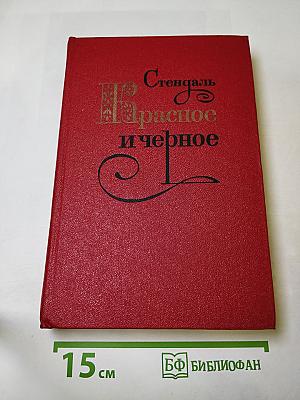 Стендаль
Красное
и черное
15 см
БФ БИБЛИОФАН